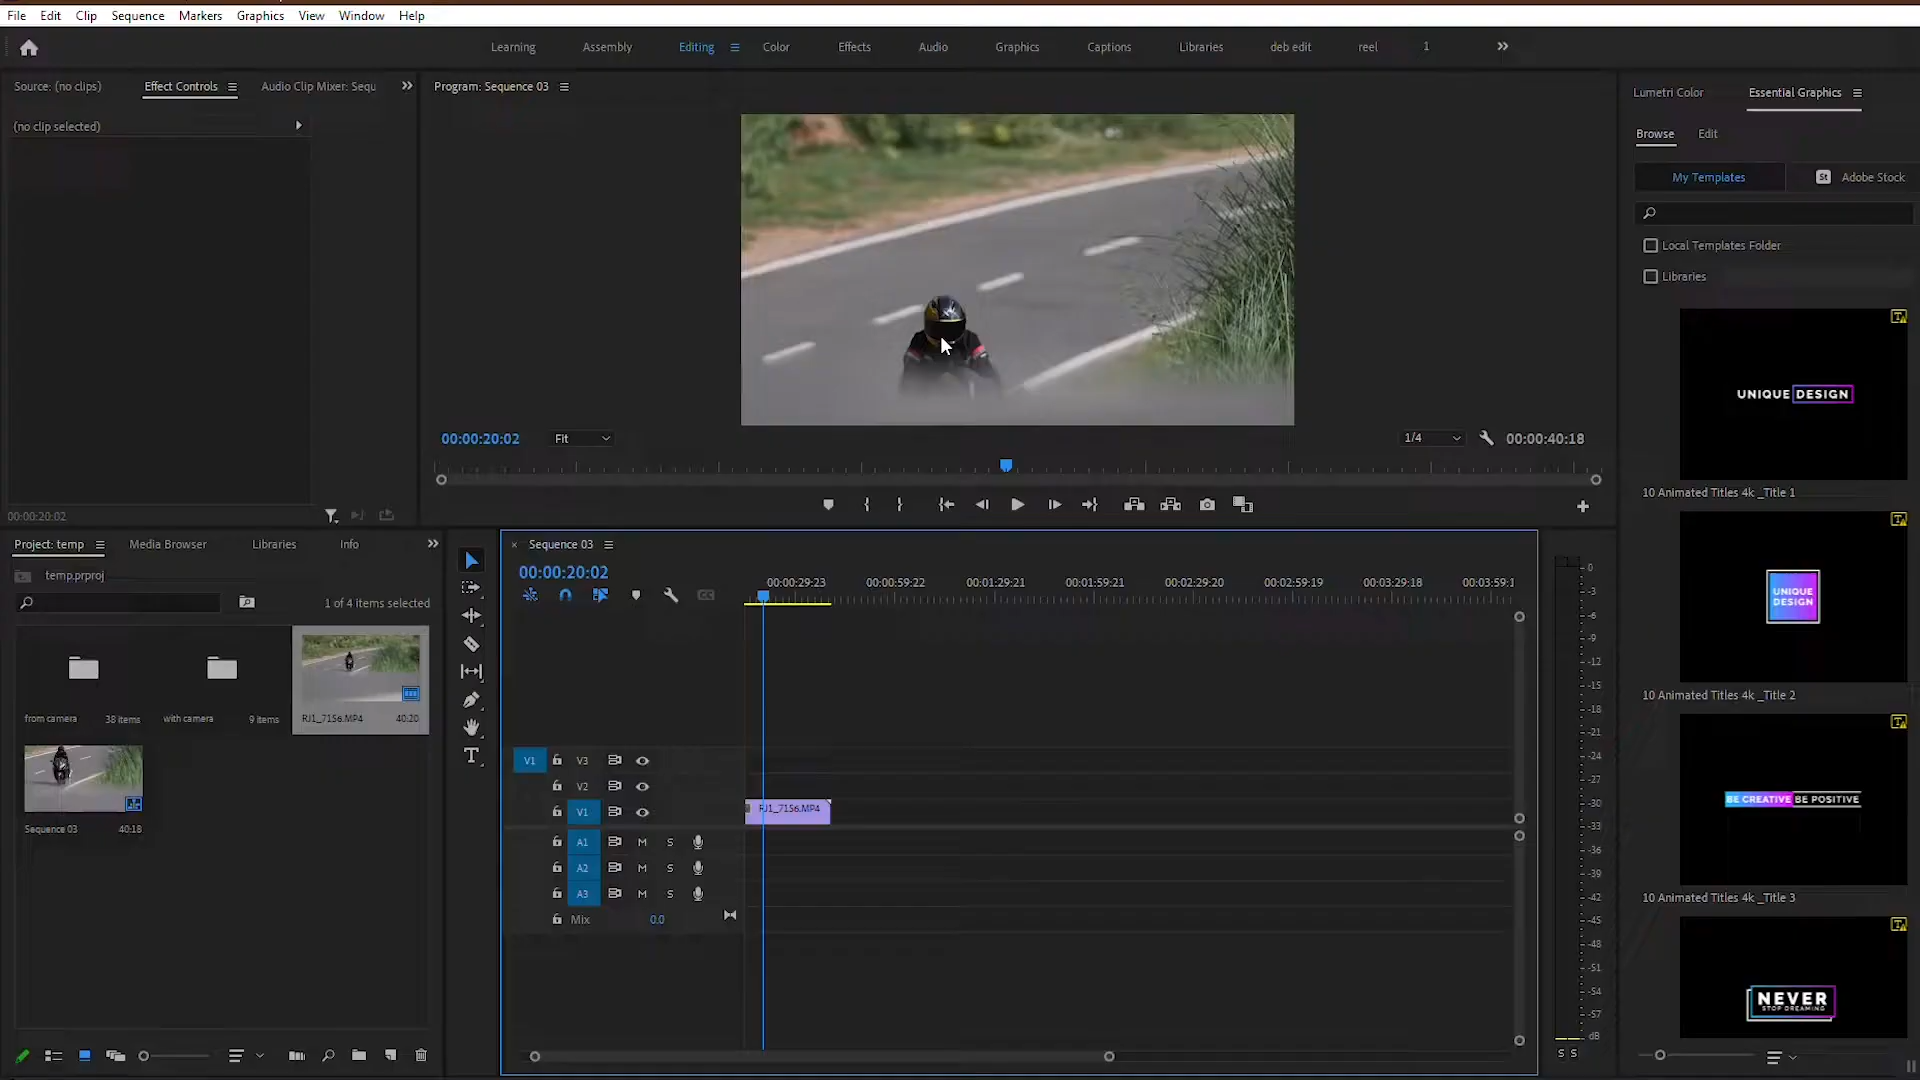 File Edit Clip Sequence Markers Graphics View Window Help
Learning Assembly Editing Color Effects Audio Graphics Captions Libraries deb edit reel 1
Source: (no clips) Effect Controls Audio Clip Mixer: Sequ
(no clip selected)
00:00:20:02
Program: Sequence 03
00:00:20:02 Fit 1/4 00:00:40:18
Lumetri Color Essential Graphics
Browse Edit
My Templates St Adobe Stock
Local Templates Folder
Libraries
UNIQUE DESIGN
10 Animated Titles 4k _Title 1
UNIQUE
DESIGN
10 Animated Titles 4k _Title 2
BE CREATIVE BE POSITIVE
10 Animated Titles 4k _Title 3
NEVER
STOP DREAMING
Project: temp Media Browser Libraries Info
temp.prproj
1 of 4 items selected
from camera 38 items with camera 9 items RJ1_7156.MP4 40:20
Sequence 03 40:18
Sequence 03
00:00:20:02
00:00:29:23 00:00:59:22 00:01:29:21 00:01:59:21 00:02:29:20 00:02:59:19 00:03:29:18 00:03:59:1
V1 V3
V2
V1 RJ1_7156.MP4
A1 M S
A2 M S
A3 M S
Mix 0.0
0
-3
-6
-9
-12
-15
-18
-21
-24
-27
-30
-33
-36
-39
-42
-45
-48
-51
-54
-57
dB
S S